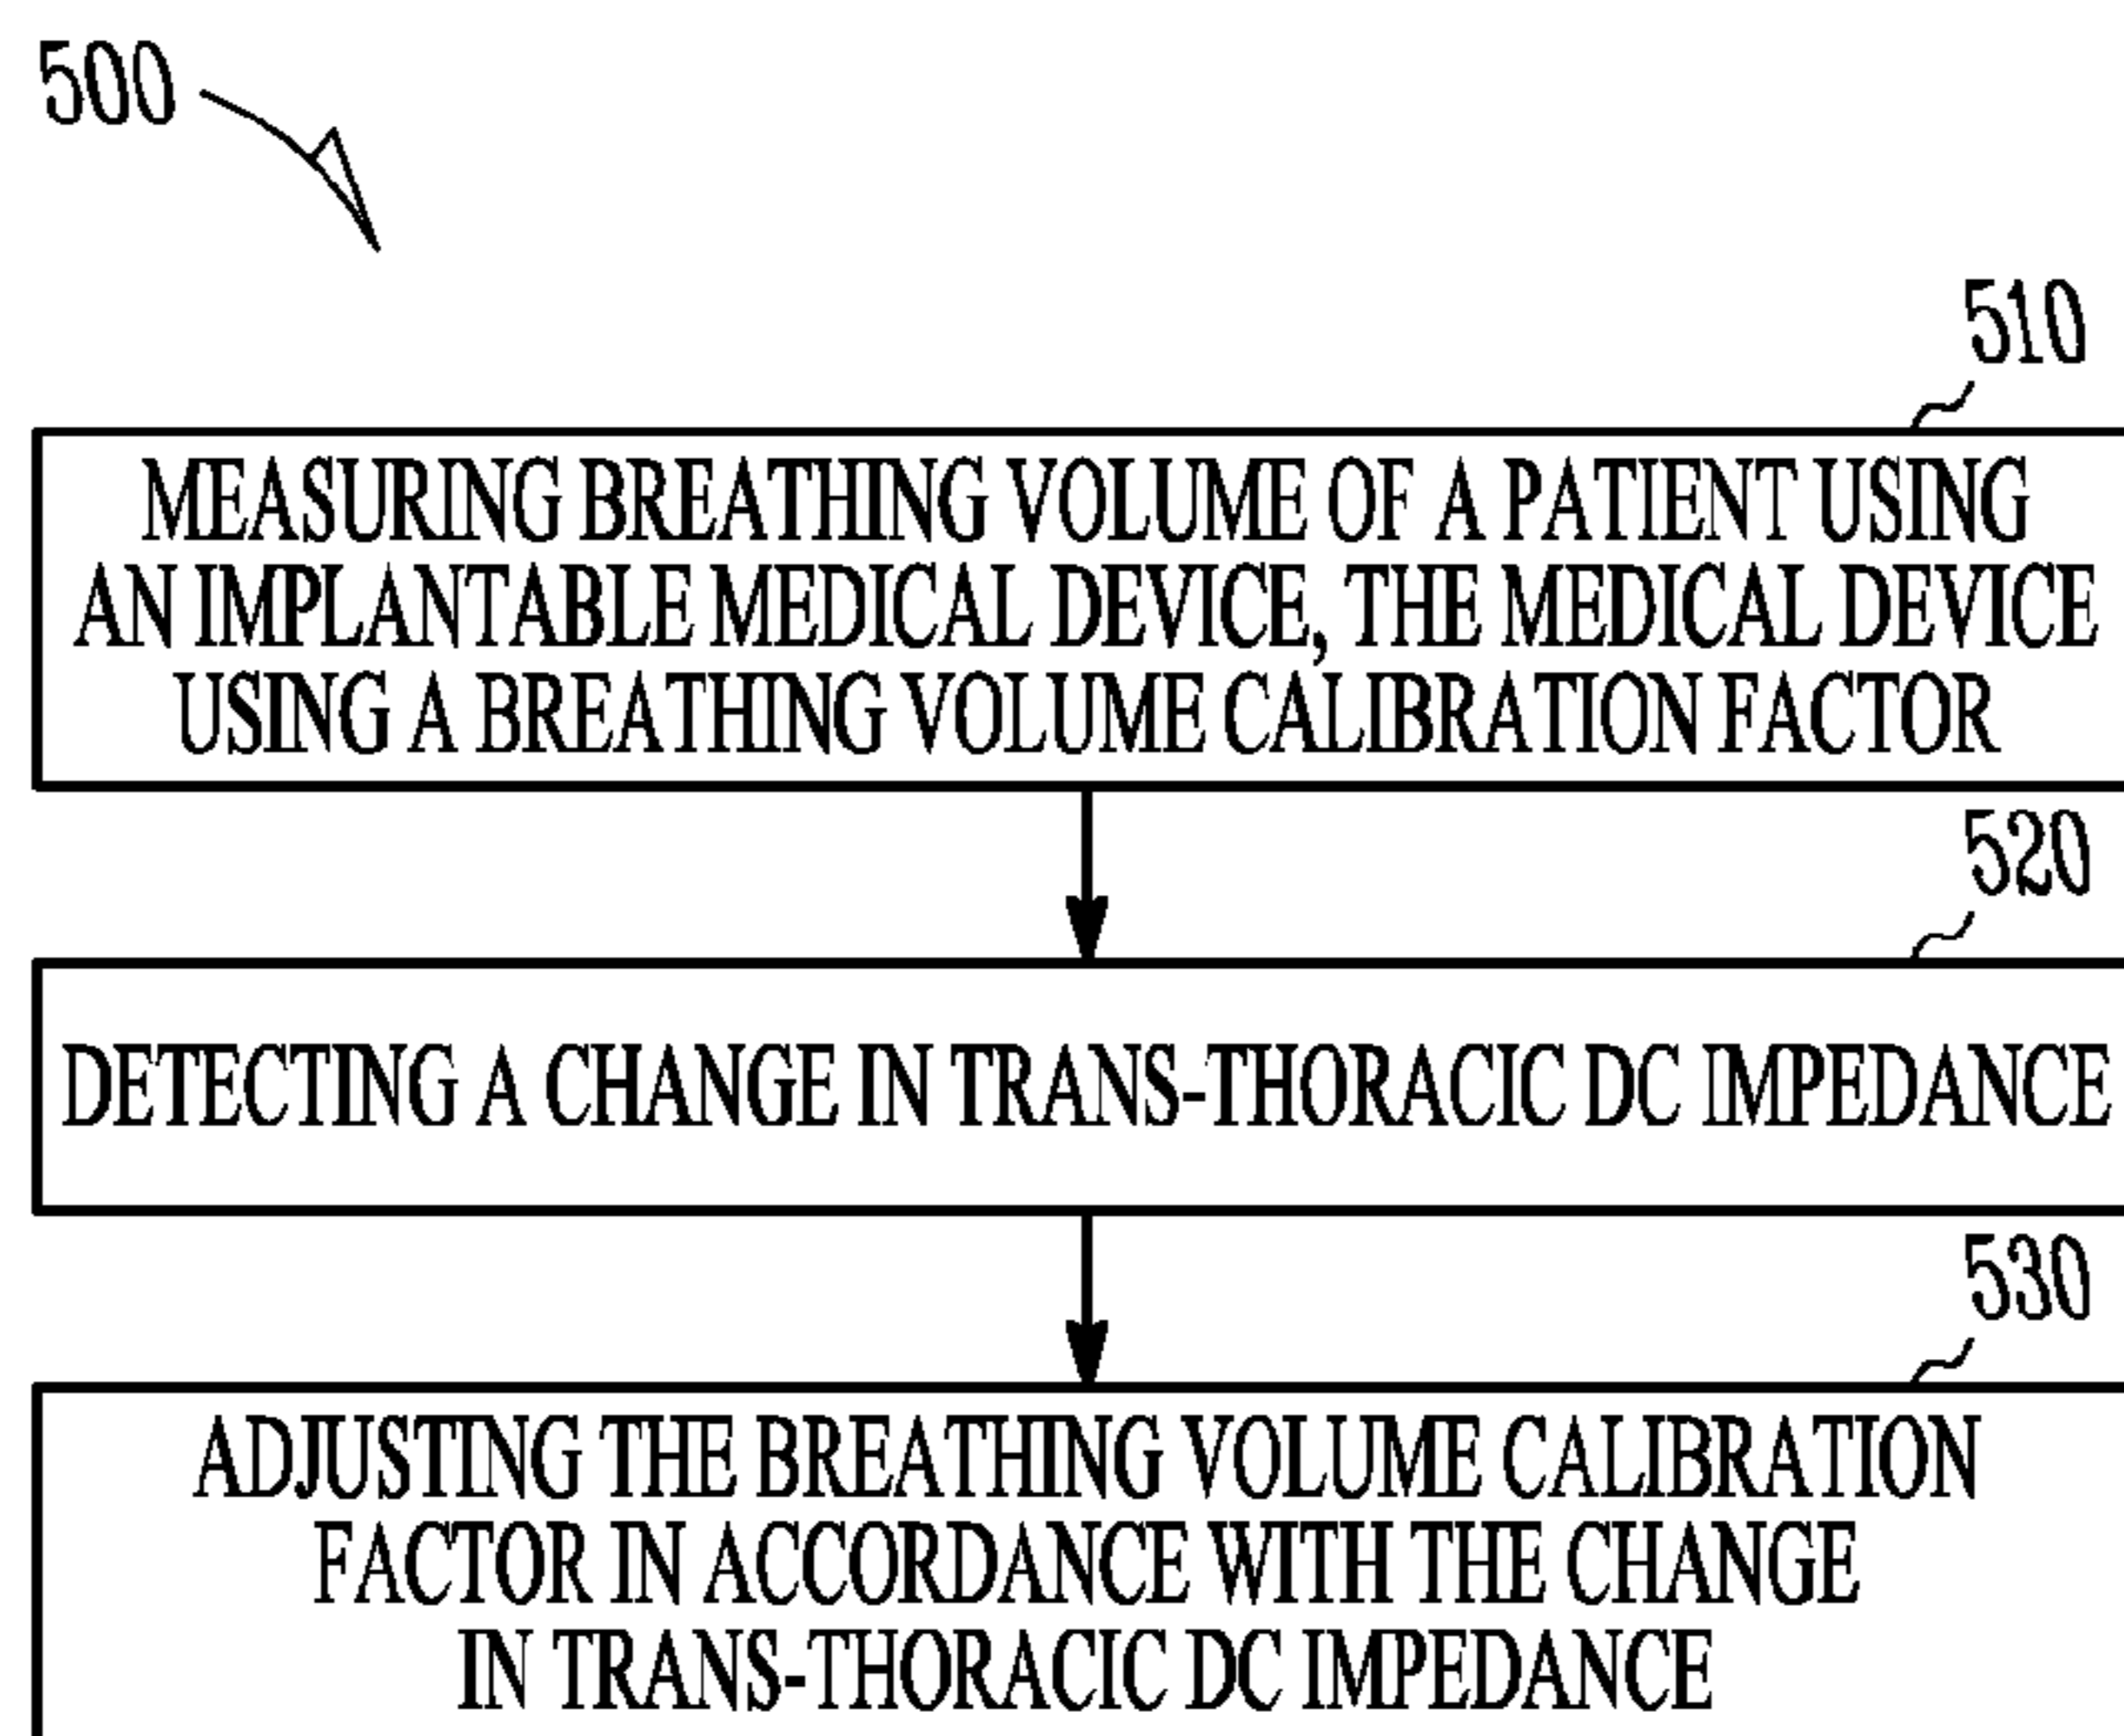 500
510
MEASURING BREATHING VOLUME OF A PATIENT USING
AN IMPLANTABLE MEDICAL DEVICE, THE MEDICAL DEVICE
USING A BREATHING VOLUME CALIBRATION FACTOR
520
DETECTING A CHANGE IN TRANS-THORACIC DC IMPEDANCE
530
ADJUSTING THE BREATHING VOLUME CALIBRATION
FACTOR IN ACCORDANCE WITH THE CHANGE
IN TRANS-THORACIC DC IMPEDANCE